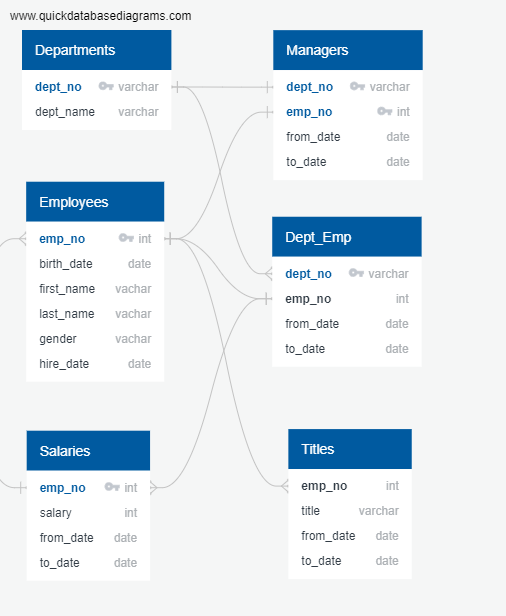 www.quickdatabasediagrams.com
Departments
dept_no varchar
dept_name varchar
Managers
dept_no varchar
emp_no int
from_date date
to_date date
Employees
emp_no int
birth_date date
first_name vachar
last_name vachar
gender vachar
hire_date date
Dept_Emp
dept_no varchar
emp_no int
from_date date
to_date date
Salaries
emp_no int
salary int
from_date date
to_date date
Titles
emp_no int
title varchar
from_date date
to_date date